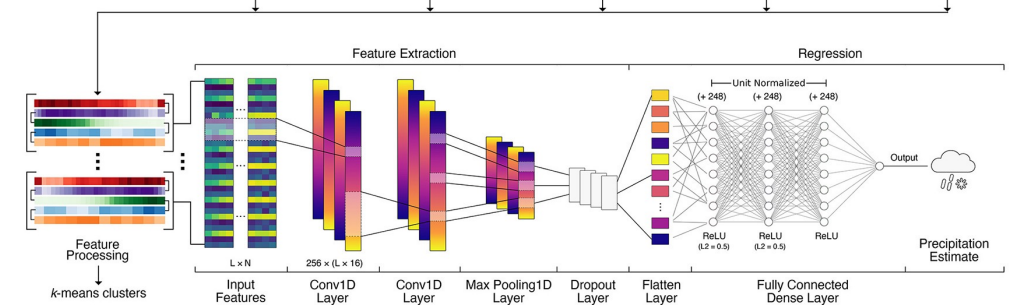 Feature Extraction
Regression
Unit Normalized
(+ 248)
(+ 248)
(+ 248)
...
...
...
Output
ReLU
(L2 = 0.5)
ReLU
(L2 = 0.5)
ReLU
Feature
Processing
k-means clusters
L × N
256 × (L × 16)
Precipitation
Estimate
Input
Features
Conv1D
Layer
Conv1D
Layer
Max Pooling1D
Layer
Dropout
Layer
Flatten
Layer
Fully Connected
Dense Layer